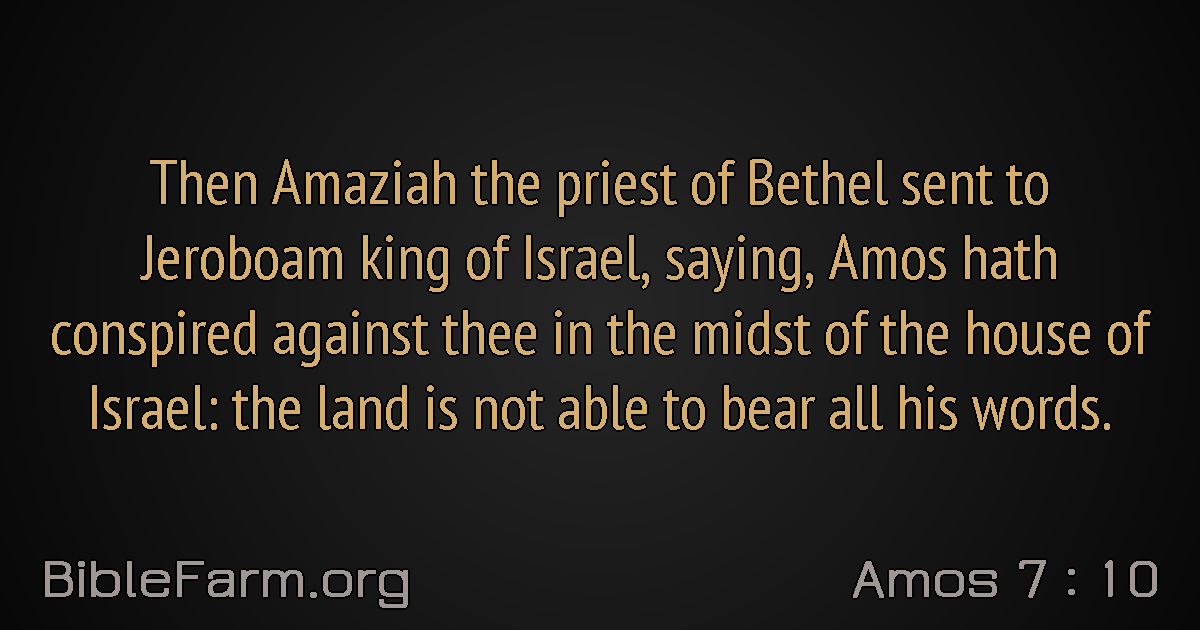 Then Amaziah the priest of Bethel sent to
Jeroboam king of Israel, saying, Amos hath
conspired against thee in the midst of the house of
Israel: the land is not able to bear all his words.
BibleFarm.org
Amos 7 : 10